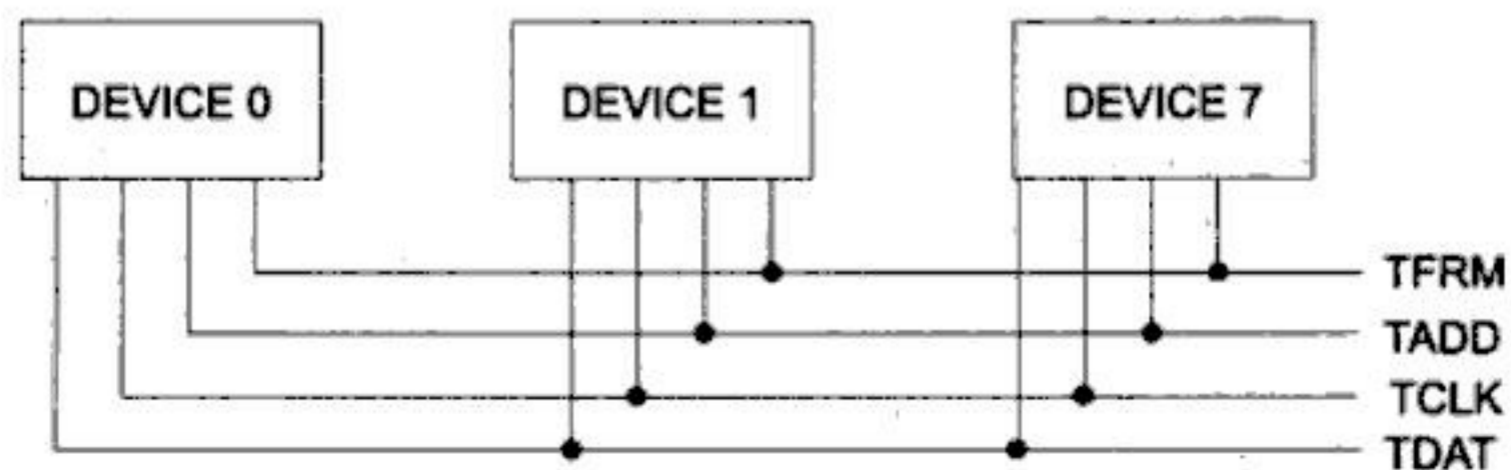 DEVICE 0
DEVICE 1
DEVICE 7
TFRM
TADD
TCLK
TDAT